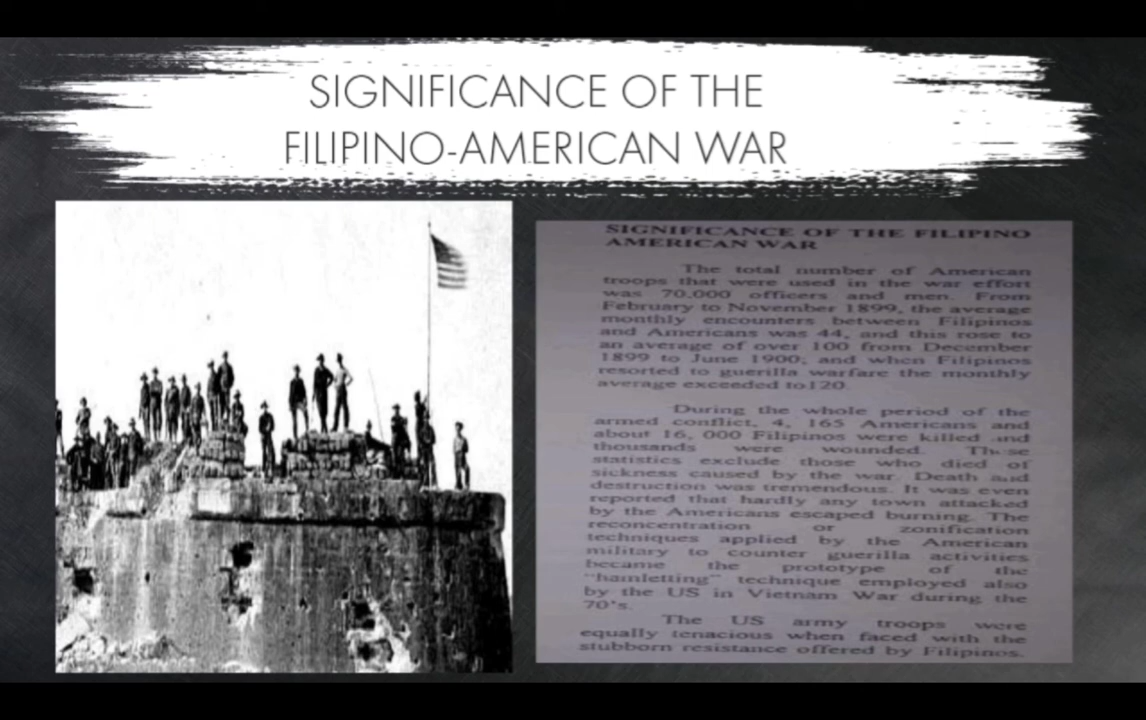 SIGNIFICANCE OF THE
FILIPINO-AMERICAN WAR
SIGNIFICANCE OF THE FILIPINO
AMERICAN WAR
The total number of American
troops that were used in the war effort
was 70,000 officers and men. From
February to November 1899, the average
monthly encounters between Filipinos
and Americans was 44, and this rose to
an average of over 100 from December
1899 to June 1900; and when Filipinos
resorted to guerilla warfare the monthly
average exceeded to120
During the whole period of the
armed conflict, 4, 165 Americans and
about 16, 000 Filipinos were killed and
thousands were wounded. These
statistics exclude those who died of
sickness caused by the war. Death and
destruction was tremendous. It was even
reported that hardly any town attacked
by the Americans escaped burning. The
reconcentration or zonification
techniques applied by the American
military to counter guerilla activities
became the prototype of the
"hamletting" technique employed also
by the US in Vietnam War during the
70's.
The US army troops were
equally tenacious when faced with the
stubborn resistance offered by Filipinos.